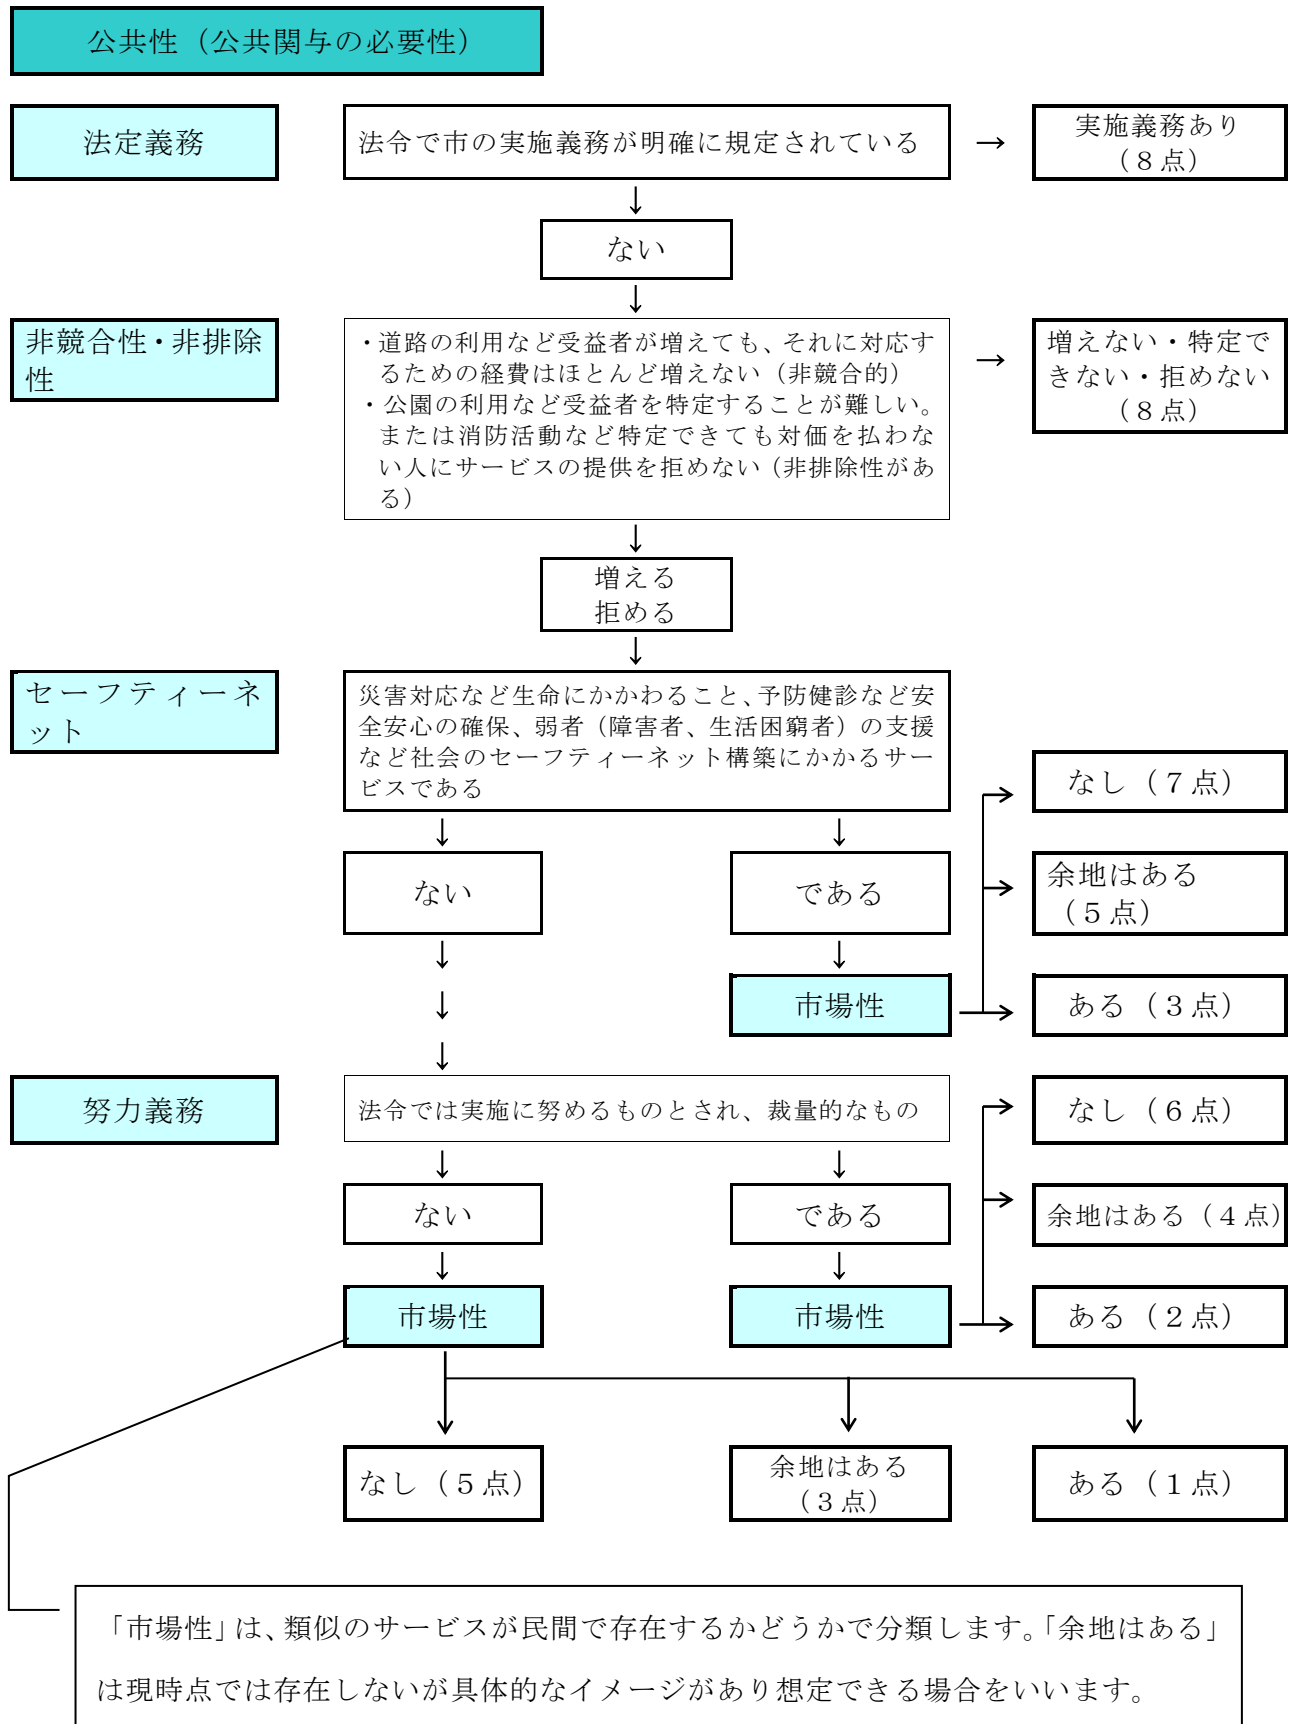 公共性（公共関与の必要性）
法定義務
法令で市の実施義務が明確に規定されている
→
実施義務あり
（８点）
↓
ない
↓
非競合性・非排除
性
・道路の利用など受益者が増えても、それに対応す
るための経費はほとんど増えない（非競合的）
・公園の利用など受益者を特定することが難しい。
または消防活動など特定できても対価を払わな
い人にサービスの提供を拒めない（非排除性があ
る）
→
増えない・特定で
きない・拒めない
（８点）
↓
増える
拒める
↓
セーフティーネ
ット
災害対応など生命にかかわること、予防健診など安
全安心の確保、弱者（障害者、生活困窮者）の支援
など社会のセーフティーネット構築にかかるサー
ビスである
なし（７点）
↓
↓
ない
である
余地はある
（５点）
↓
↓
↓
市場性
ある（３点）
↓
努力義務
法令では実施に努めるものとされ、裁量的なもの
なし（６点）
↓
↓
ない
である
余地はある（４点）
↓
↓
市場性
市場性
ある（２点）
なし（５点）
余地はある
（３点）
ある（１点）
「市場性」は、類似のサービスが民間で存在するかどうかで分類します。「余地はある」
は現時点では存在しないが具体的なイメージがあり想定できる場合をいいます。